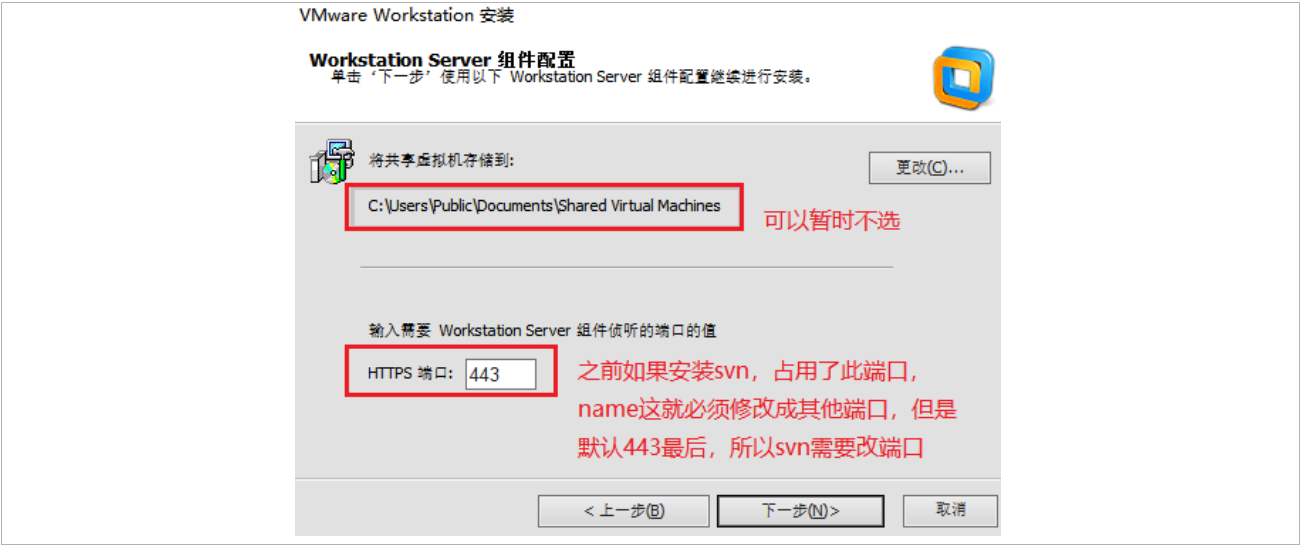 VMware Workstation 安装
Workstation Server 组件配置
单击‘下一步’使用以下 Workstation Server 组件配置继续进行安装。
将共享虚拟机存储到:
更改(C)...
C:\Users\Public\Documents\Shared Virtual Machines
可以暂时不选
输入需要 Workstation Server 组件侦听的端口的值
HTTPS 端口: 443
之前如果安装svn，占用了此端口，
name这就必须修改成其他端口，但是
默认443最后，所以svn需要改端口
< 上一步(B)
下一步(N)>
取消